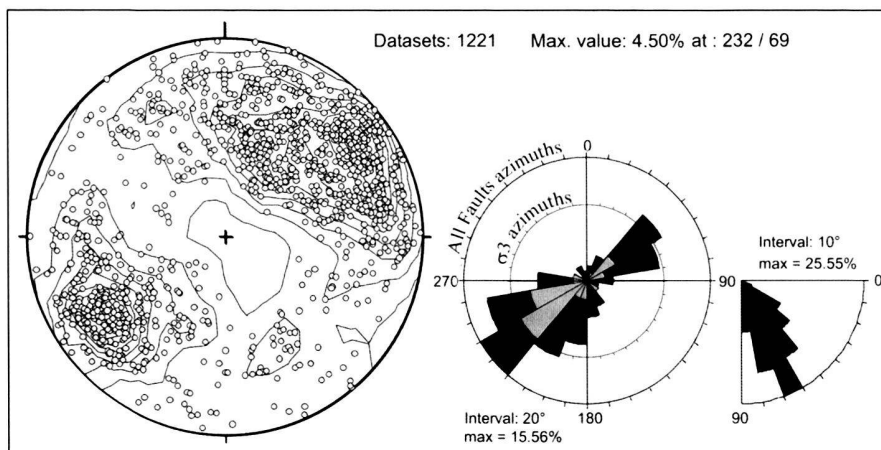 Datasets: 1221 Max. value: 4.50% at : 232 / 69
All Faults azimuths
σ3 azimuths
0
270
90
180
Interval: 20°
max = 15.56%
Interval: 10°
max = 25.55%
0
90